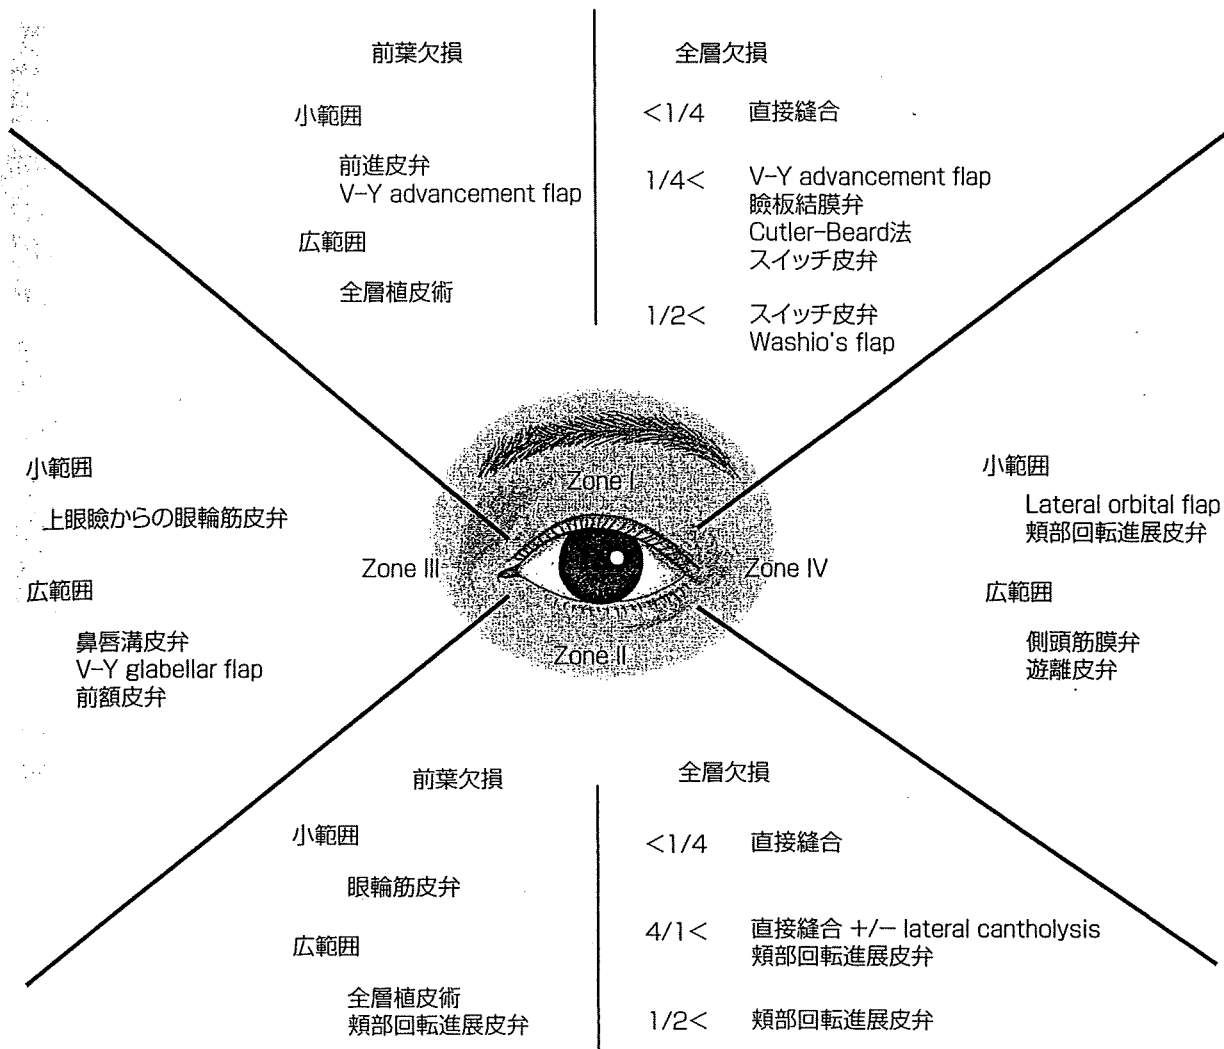 前葉欠損
小範囲
前進皮弁
V-Y advancement flap
広範囲
全層植皮術
全層欠損
<1/4 直接縫合
1/4< V-Y advancement flap
瞼板結膜弁
Cutler-Beard法
スイッチ皮弁
1/2< スイッチ皮弁
Washio's flap
小範囲
上眼瞼からの眼輪筋皮弁
広範囲
鼻唇溝皮弁
V-Y glabellar flap
前額皮弁
Zone I
Zone III
Zone IV
Zone II
小範囲
Lateral orbital flap
頬部回転進展皮弁
広範囲
側頭筋膜弁
遊離皮弁
前葉欠損
小範囲
眼輪筋皮弁
広範囲
全層植皮術
頬部回転進展皮弁
全層欠損
<1/4 直接縫合
4/1< 直接縫合 +/- lateral cantholysis
頬部回転進展皮弁
1/2< 頬部回転進展皮弁